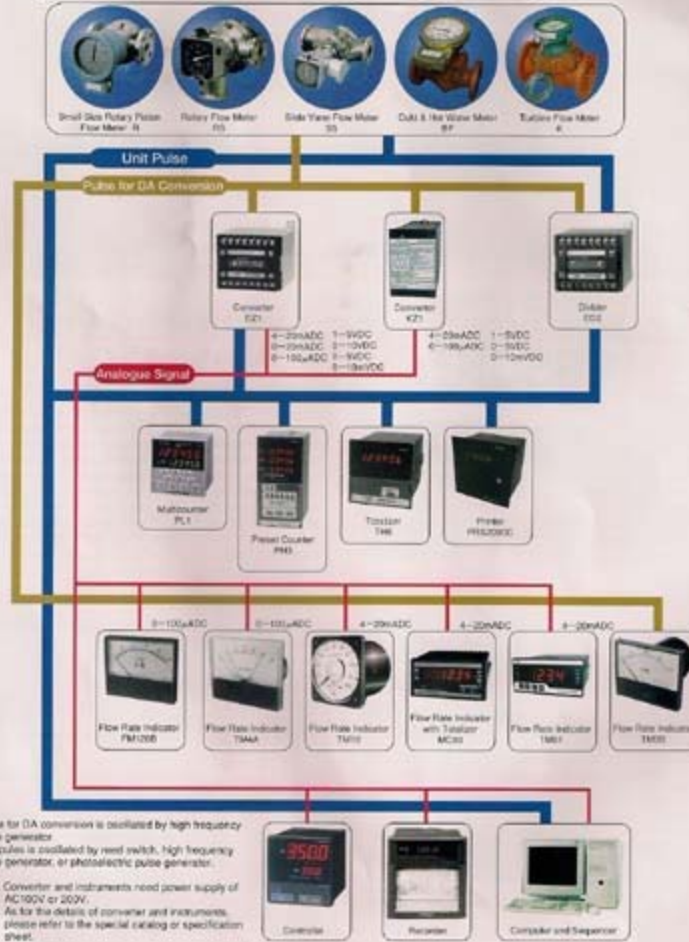 Small Size Rotary Piston
Flow Meter R
Rotary Flow Meter
RS
Slide Vane Flow Meter
SS
Cold & Hot Water Meter
BF
Turbine Flow Meter
K
Unit Pulse
Pulse for DA Conversion
Converter
Converter
KZ1
Divider
4—20mADC
0—20mADC
0—100μADC
1—5VDC
0—10VDC
0—5VDC
0—10mVDC
4—20mADC
0—100μADC
1—5VDC
0—5VDC
0—10mVDC
Analogue Signal
Multicounter
PL1
Preset Counter
Totalizer
Printer
0—100μADC
0—100μADC
4—20mADC
4—20mADC
4—20mADC
Flow Rate Indicator
Flow Rate Indicator
Flow Rate Indicator
Flow Rate Indicator
with Totalizer
Flow Rate Indicator
Flow Rate Indicator
for DA conversion is oscillated by high frequency
generator
is oscillated by reed switch, high frequency
generator, or photoelectric pulse generator.
Converter and instruments need power supply of
AC100V or 200V.
As for the details of converter and instruments,
please refer to the special catalog or specification
sheet.
Controller
Recorder
Computer and Sequencer